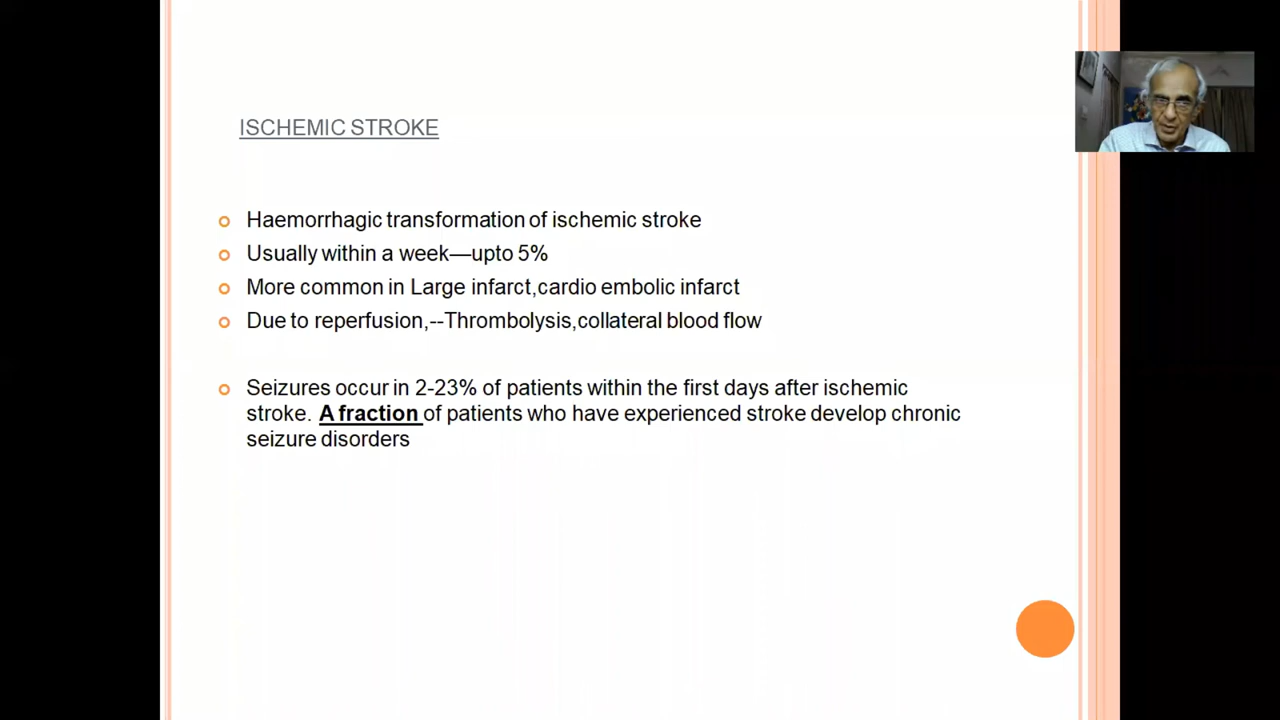 ISCHEMIC STROKE
Haemorrhagic transformation of ischemic stroke
Usually within a week—upto 5%
More common in Large infarct,cardio embolic infarct
Due to reperfusion,--Thrombolysis,collateral blood flow
Seizures occur in 2-23% of patients within the first days after ischemic
stroke. A fraction of patients who have experienced stroke develop chronic
seizure disorders